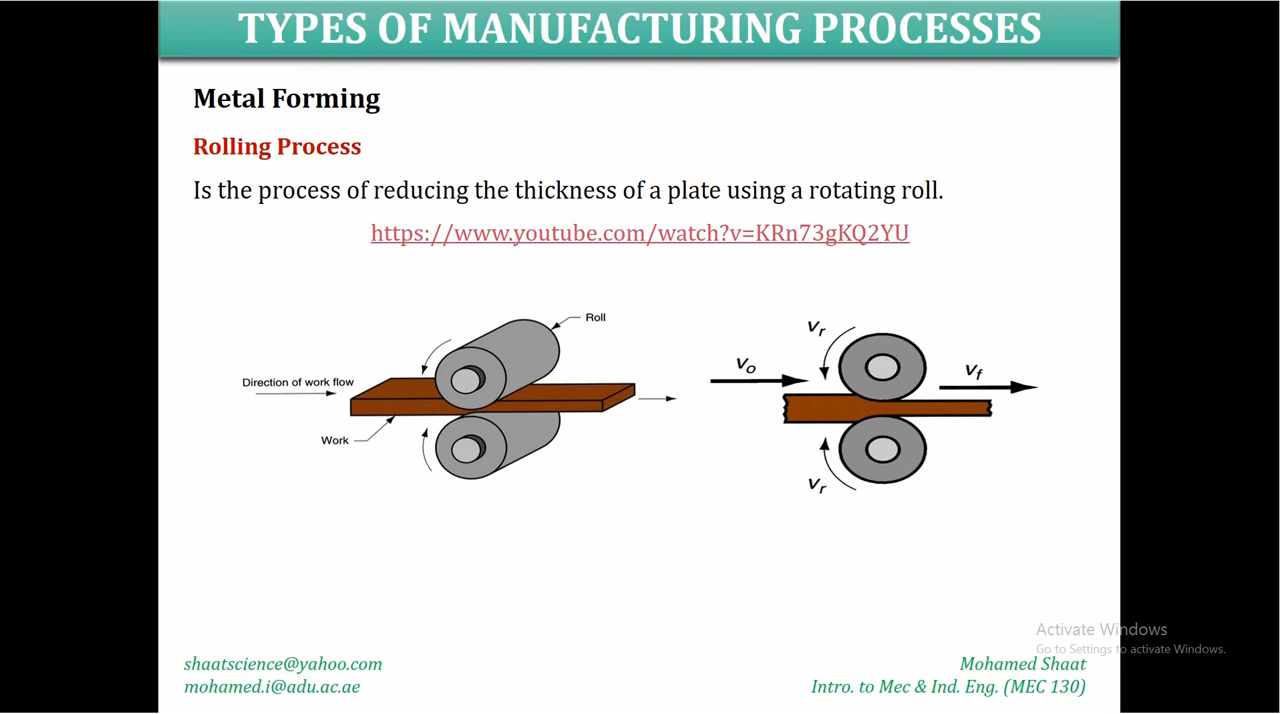 TYPES OF MANUFACTURING PROCESSES
Metal Forming
Rolling Process
Is the process of reducing the thickness of a plate using a rotating roll.
https://www.youtube.com/watch?v=KRn73gKQ2YU
Roll
Direction of work flow
Work
vr
vo
vf
vr
Activate Windows
Go to Settings to activate Windows.
shaatscience@yahoo.com
mohamed.i@adu.ac.ae
Mohamed Shaat
Intro. to Mec & Ind. Eng. (MEC 130)